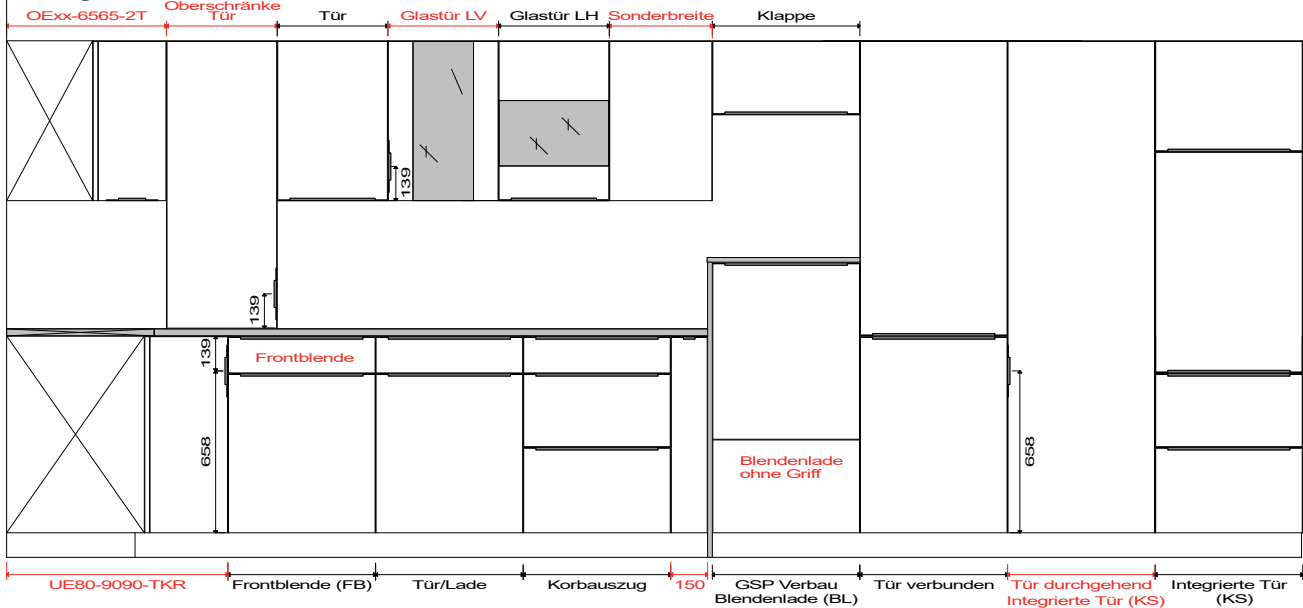 Oberschränke
OExx-6565-2T Tür Tür Glastür LV Glastür LH Sonderbreite Klappe
139
139
139
Frontblende
658
658
Blendenlade
ohne Griff
UE80-9090-TKR Frontblende (FB) Tür/Lade Korbauszug 150 GSP Verbau Tür verbunden Tür durchgehend Integrierte Tür
Blendenlade (BL) Integrierte Tür (KS) (KS)